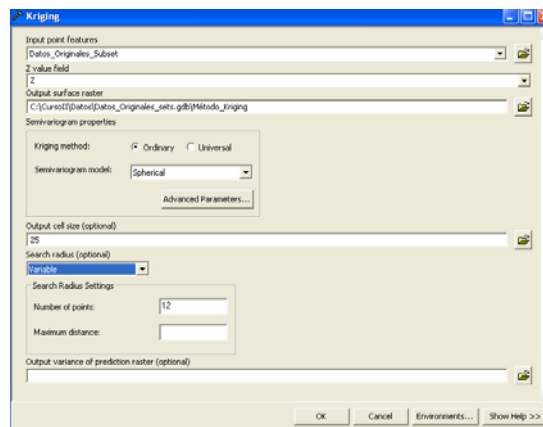 Kriging
Input point features
Datos_Originales_Subset
Z value field
Z
Output surface raster
C:\CursoII\Datos\Datos_Originales_sets.gdb\Método_Kriging
Semivariogram properties
Kriging method: Ordinary Universal
Semivariogram model: Spherical
Advanced Parameters...
Output cell size (optional)
25
Search radius (optional)
Variable
Search Radius Settings
Number of points: 12
Maximum distance:
Output variance of prediction raster (optional)
OK Cancel Environments... Show Help >>